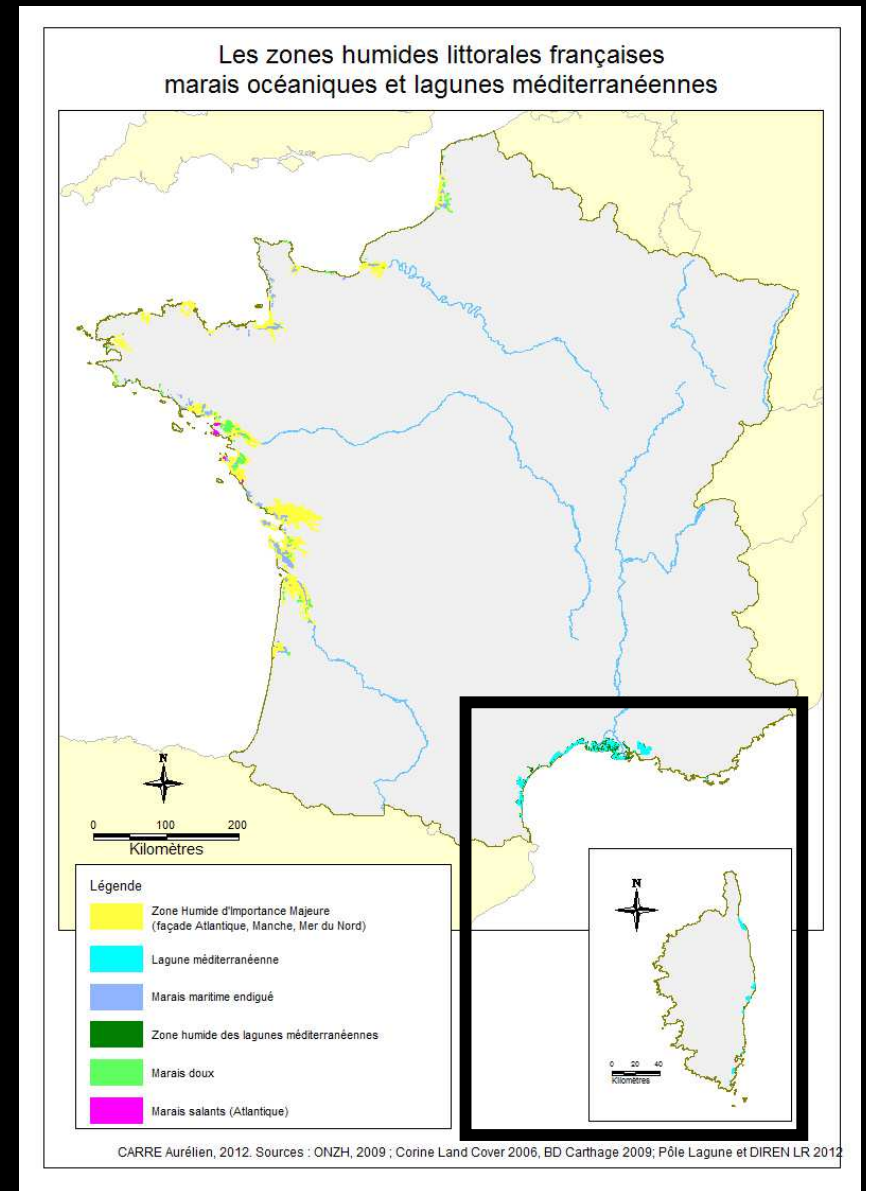 Les zones humides littorales françaises
marais océaniques et lagunes méditerranéennes
N
0 100 200
Kilomètres
Légende
Zone Humide d'Importance Majeure
(façade Atlantique, Manche, Mer du Nord)
Lagune méditerranéenne
Marais maritime endigué
Zone humide des lagunes méditerranéennes
Marais doux
Marais salants (Atlantique)
N
0 20 40
Kilomètres
CARRE Aurélien, 2012. Sources : ONZH, 2009 ; Corine Land Cover 2006, BD Carthage 2009; Pôle Lagune et DIREN LR 2012